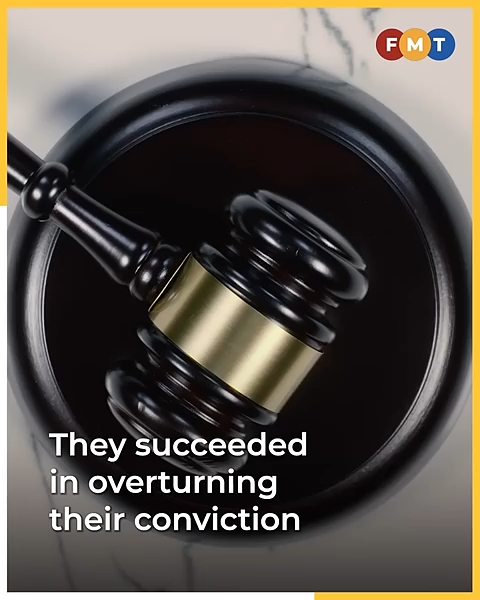 FMT
They succeeded
in overturning
their conviction